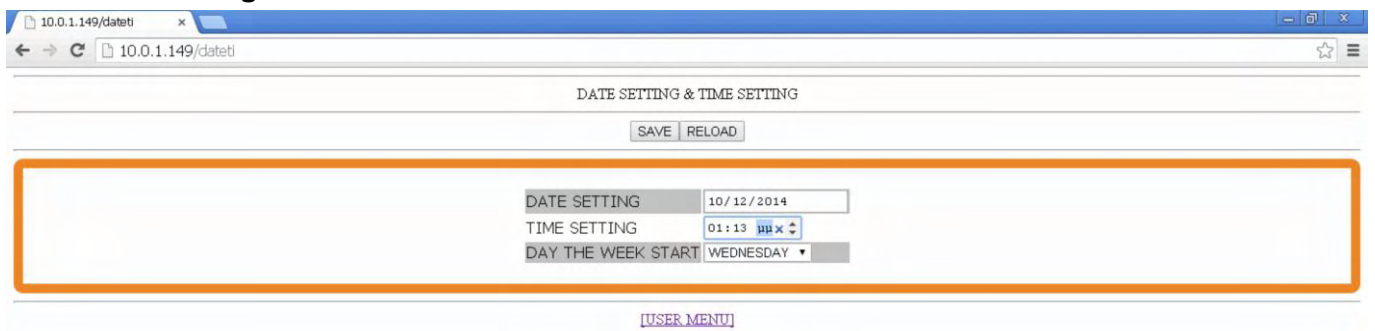 10.0.1.149/dateti
10.0.1.149/dateti
DATE SETTING & TIME SETTING
SAVE RELOAD
DATE SETTING 10/12/2014
TIME SETTING 01:13 μμ
DAY THE WEEK START WEDNESDAY
[USER MENU]